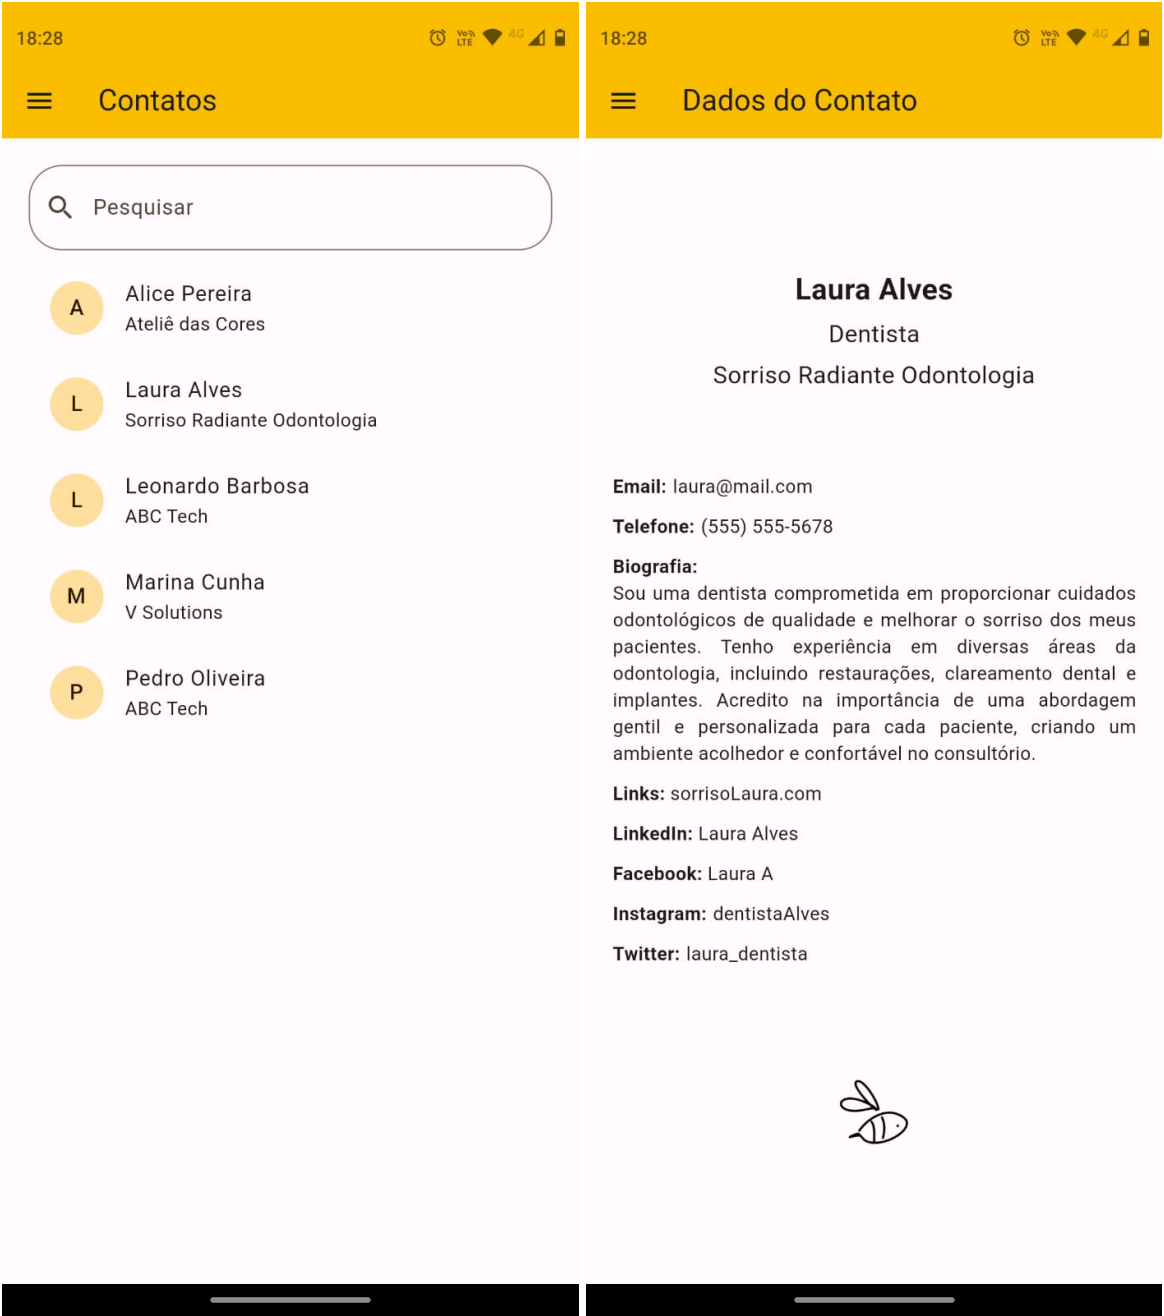 18:28
VoLTE 4G
Contatos
Pesquisar
A
Alice Pereira
Ateliê das Cores
L
Laura Alves
Sorriso Radiante Odontologia
L
Leonardo Barbosa
ABC Tech
M
Marina Cunha
V Solutions
P
Pedro Oliveira
ABC Tech
18:28
VoLTE 4G
Dados do Contato
Laura Alves
Dentista
Sorriso Radiante Odontologia
Email: laura@mail.com
Telefone: (555) 555-5678
Biografia:
Sou uma dentista comprometida em proporcionar cuidados
odontológicos de qualidade e melhorar o sorriso dos meus
pacientes. Tenho experiência em diversas áreas da
odontologia, incluindo restaurações, clareamento dental e
implantes. Acredito na importância de uma abordagem
gentil e personalizada para cada paciente, criando um
ambiente acolhedor e confortável no consultório.
Links: sorrisoLaura.com
LinkedIn: Laura Alves
Facebook: Laura A
Instagram: dentistaAlves
Twitter: laura_dentista